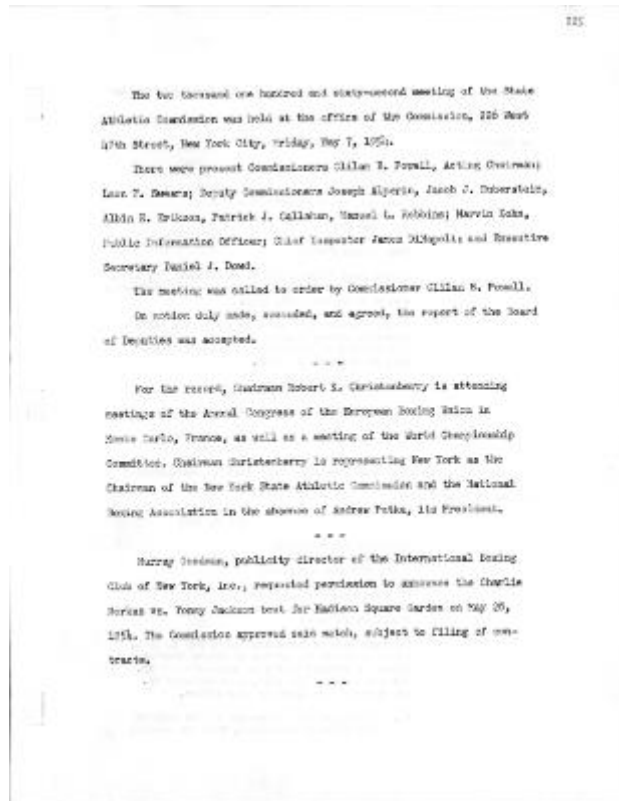 The two thousand one hundred and sixty-second meeting of the State
Athletic Commission was held at the office of the Commission, 226 West
47th Street, New York City, Friday, May 7, 1954.
There were present Commissioners Clilan B. Powell, Acting Chairman;
Leon F. Swears; Deputy Commissioners Joseph Alperin, Jacob J. Duberstein,
Albin E. Erikson, Patrick J. Callahan, Manuel L. Robbins; Marvin Kohn,
Public Information Officer; Chief Inspector James DiNapoli; and Executive
Secretary Daniel J. Dowd.
The meeting was called to order by Commissioner Clilan B. Powell.
On motion duly made, seconded, and agreed, the report of the Board
of Deputies was accepted.
- - -
For the record, Chairman Robert K. Christenberry is attending
meetings of the Annual Congress of the European Boxing Union in
Monte Carlo, France, as well as a meeting of the World Championship
Committee. Chairman Christenberry is representing New York as the
Chairman of the New York State Athletic Commission and the National
Boxing Association in the absence of Andrew Putka, its President.
- - -
Murray Goodman, publicity director of the International Boxing
Club of New York, Inc., requested permission to announce the Charlie
vs. Tommy Jackson bout for Madison Square Garden on May
1954. The Commission approved said match, subject to filing of con-
tracts.
- - -